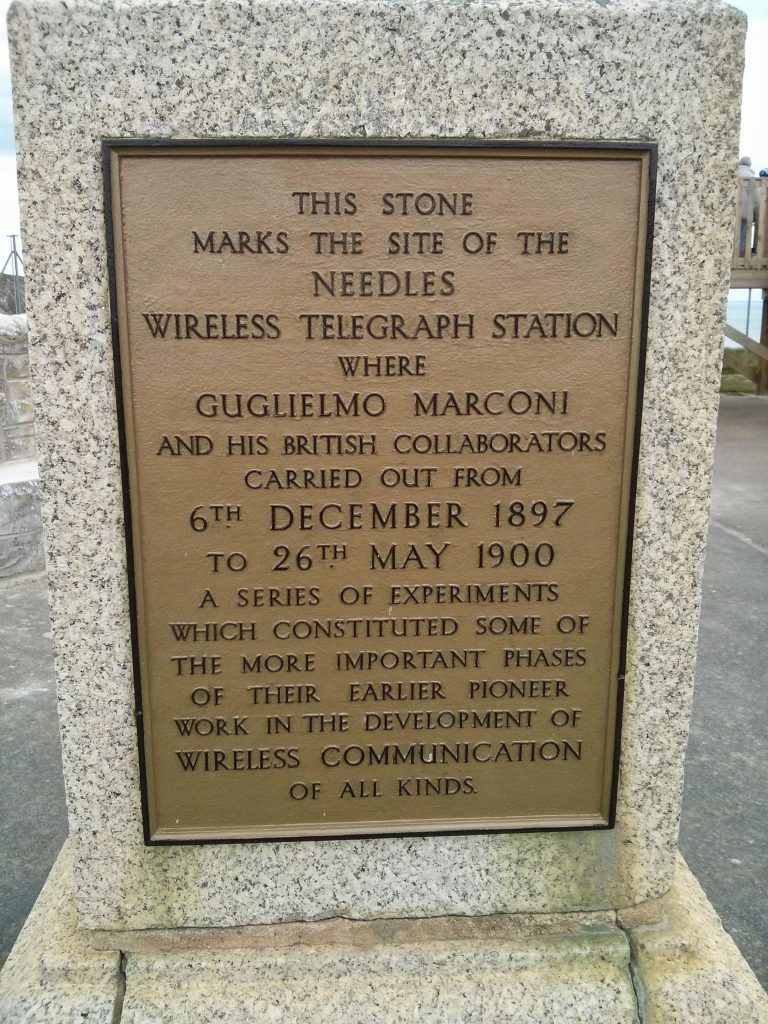 THIS STONE
MARKS THE SITE OF THE
NEEDLES
WIRELESS TELEGRAPH STATION
WHERE
GUGLIELMO MARCONI
AND HIS BRITISH COLLABORATORS
CARRIED OUT FROM
6TH DECEMBER 1897
TO 26TH MAY 1900
A SERIES OF EXPERIMENTS
WHICH CONSTITUTED SOME OF
THE MORE IMPORTANT PHASES
OF THEIR EARLIER PIONEER
WORK IN THE DEVELOPMENT OF
WIRELESS COMMUNICATION
OF ALL KINDS.